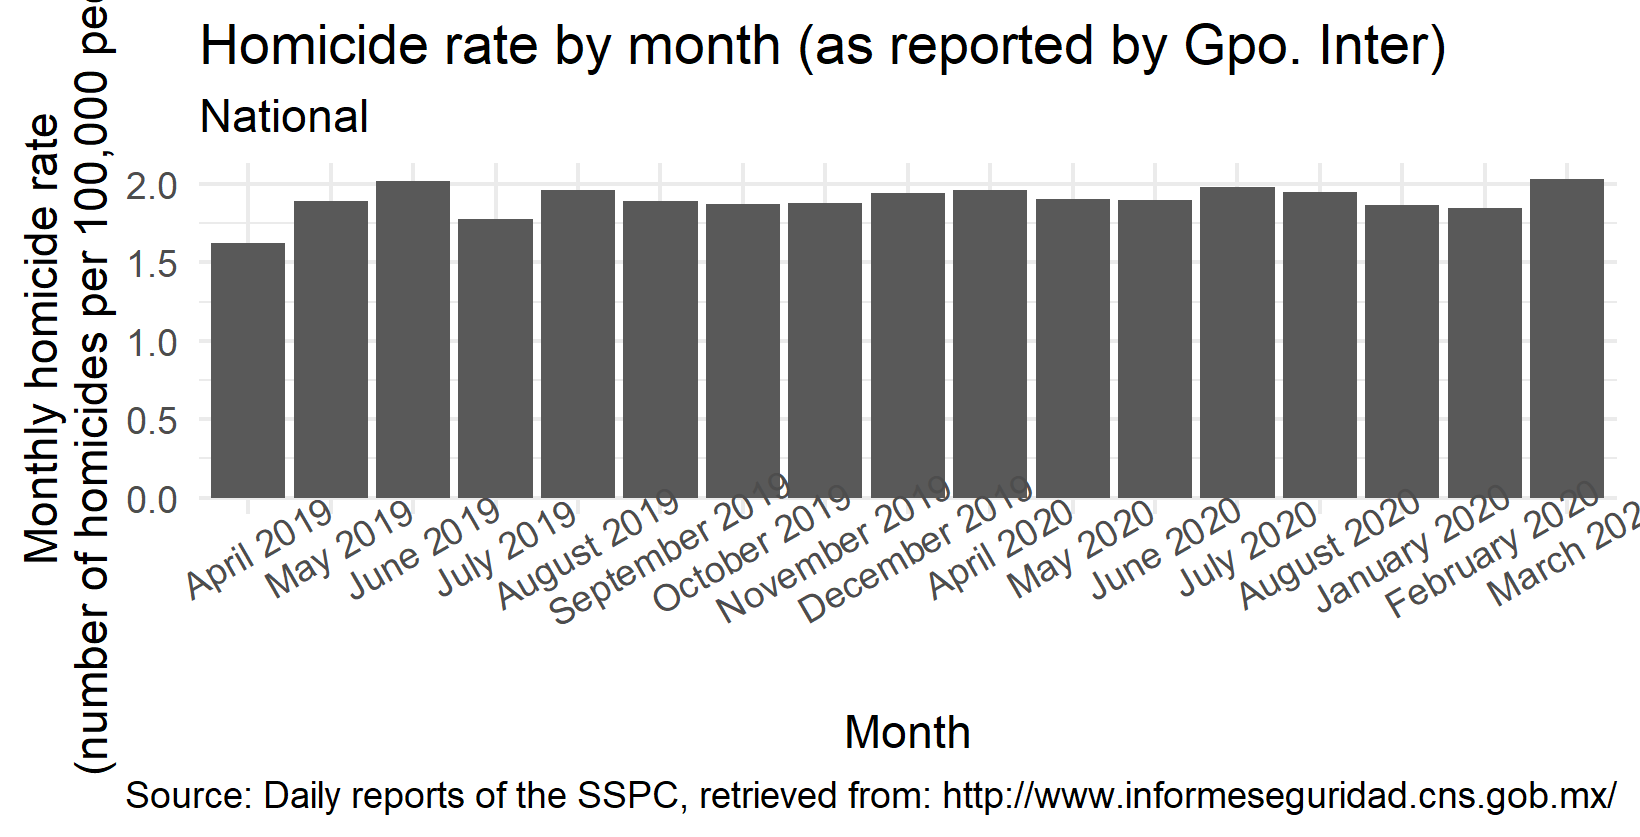 Homicide rate by month (as reported by Gpo. Inter)
National
Monthly homicide rate
(number of homicides per 100,000
2.0
1.5
1.0
0.5
0.0
April 2019
May 2019
June 2019
July 2019
August 2019
September 2019
October 2019
November 2019
December 2019
April 2020
May 2020
June 2020
July 2020
August 2020
January 2020
February 2020
March 202
Month
Source: Daily reports of the SSPC, retrieved from: http://www.informeseguridad.cns.gob.mx/